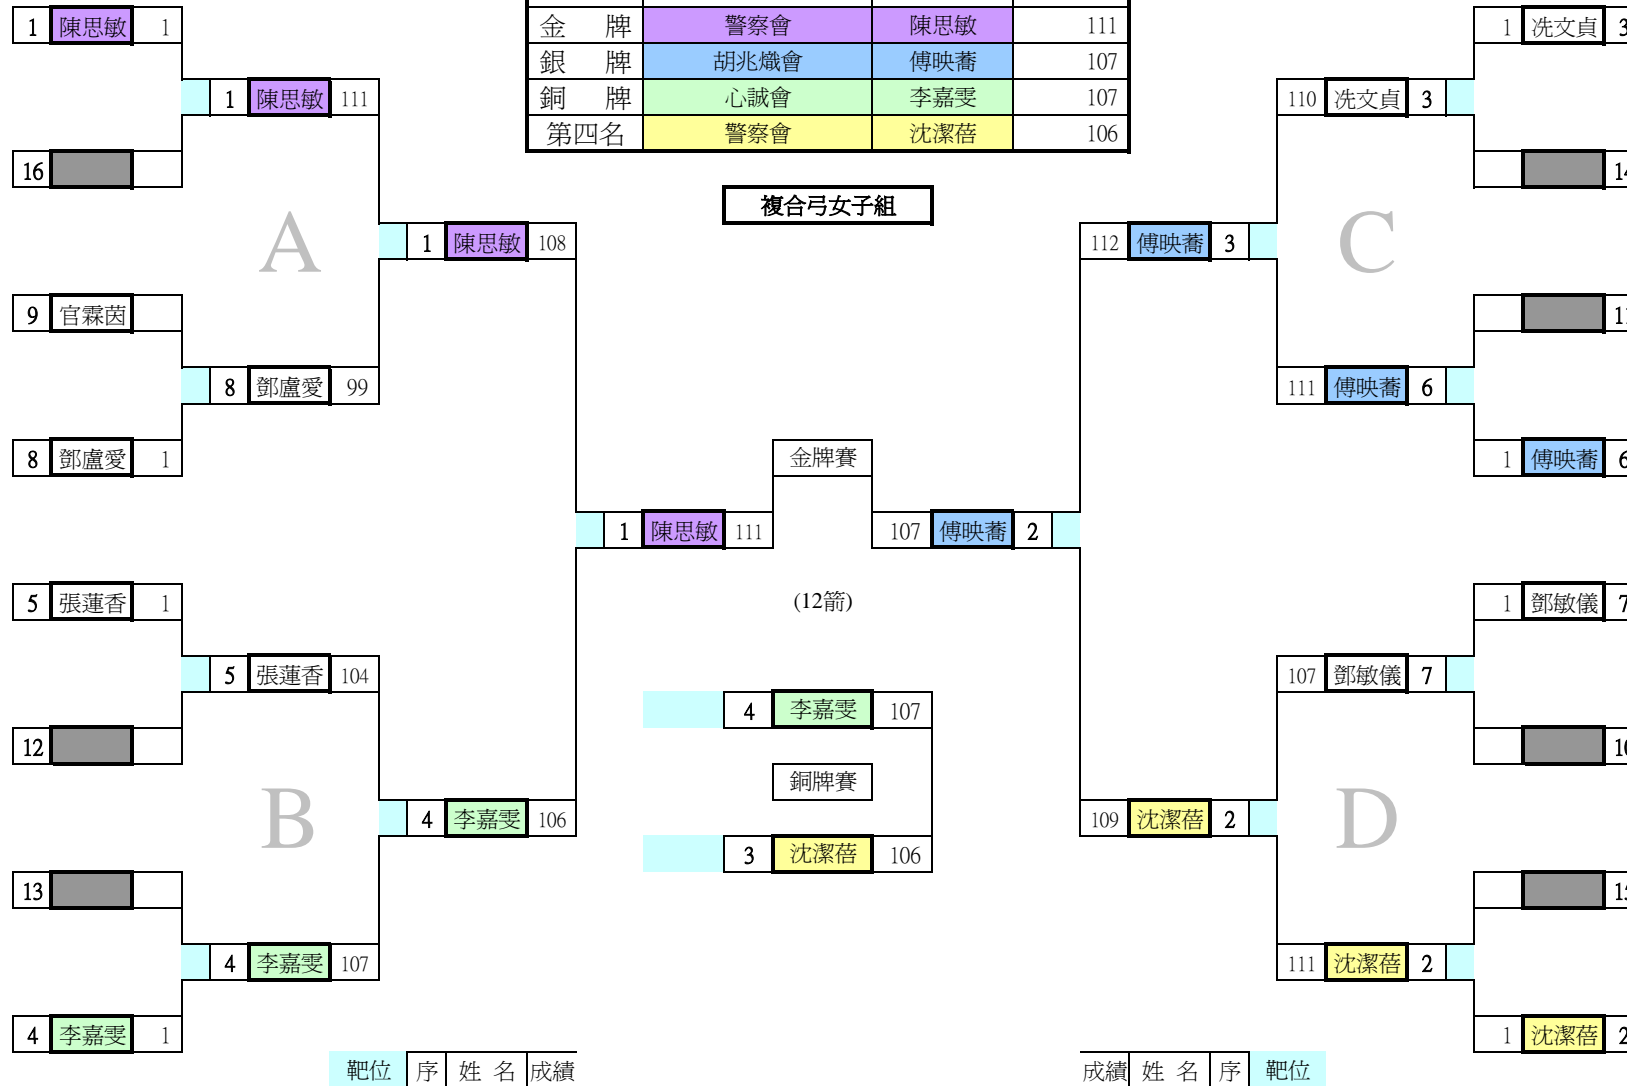 1 陳思敏 1
金 牌 警察會 陳思敏 111
1 冼文貞 3
銀 牌 胡兆熾會 傅映蕎 107
1 陳思敏 111
銅 牌 心誠會 李嘉雯 107
110 冼文貞 3
第四名 警察會 沈潔蓓 106
16
複合弓女子組
A
1 陳思敏 108
112 傅映蕎 3
C
9 官霖茵
8 鄧盧愛 99
111 傅映蕎 6
8 鄧盧愛 1
金牌賽
1 傅映蕎 6
1 陳思敏 111
107 傅映蕎 2
5 張蓮香 1
(12箭)
1 鄧敏儀 7
5 張蓮香 104
107 鄧敏儀 7
4 李嘉雯 107
12
銅牌賽
B
4 李嘉雯 106
109 沈潔蓓 2
D
3 沈潔蓓 106
13
4 李嘉雯 107
111 沈潔蓓 2
4 李嘉雯 1
1 沈潔蓓 2
靶位 序 姓 名 成績
成績 姓 名 序 靶位